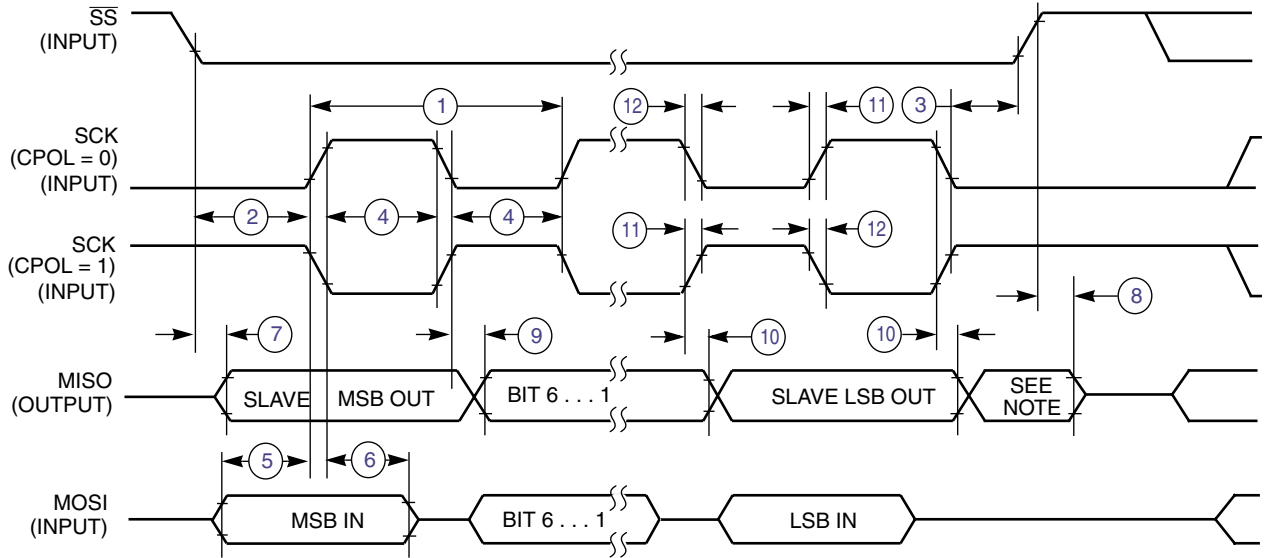 SS
(INPUT)
1
12
11
3
SCK
(CPOL = 0)
(INPUT)
2
4
4
SCK
(CPOL = 1)
(INPUT)
11
12
7
9
10
10
8
MISO
(OUTPUT)
SLAVE MSB OUT
BIT 6 . . . 1
SLAVE LSB OUT
SEE
NOTE
5
6
MOSI
(INPUT)
MSB IN
BIT 6 . . . 1
LSB IN